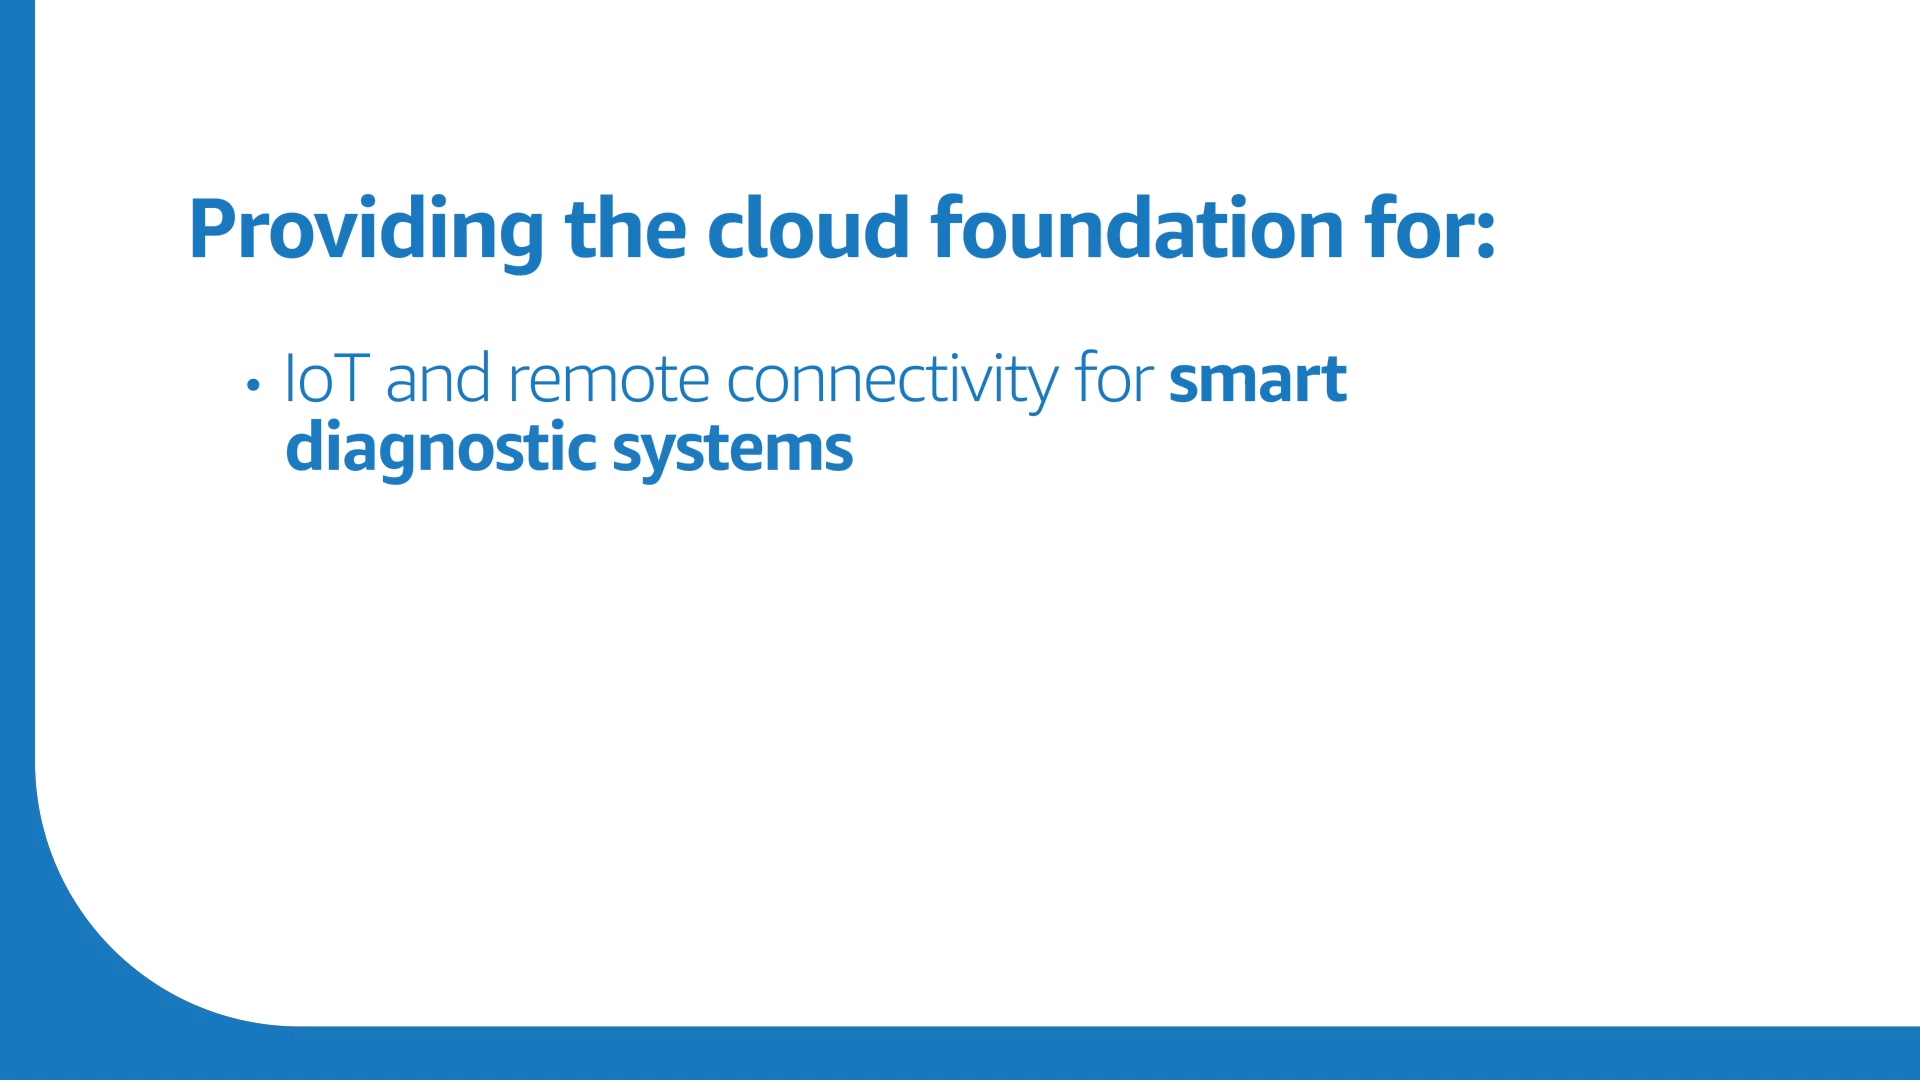 Providing the cloud foundation for:
• IoT and remote connectivity for smart
diagnostic systems